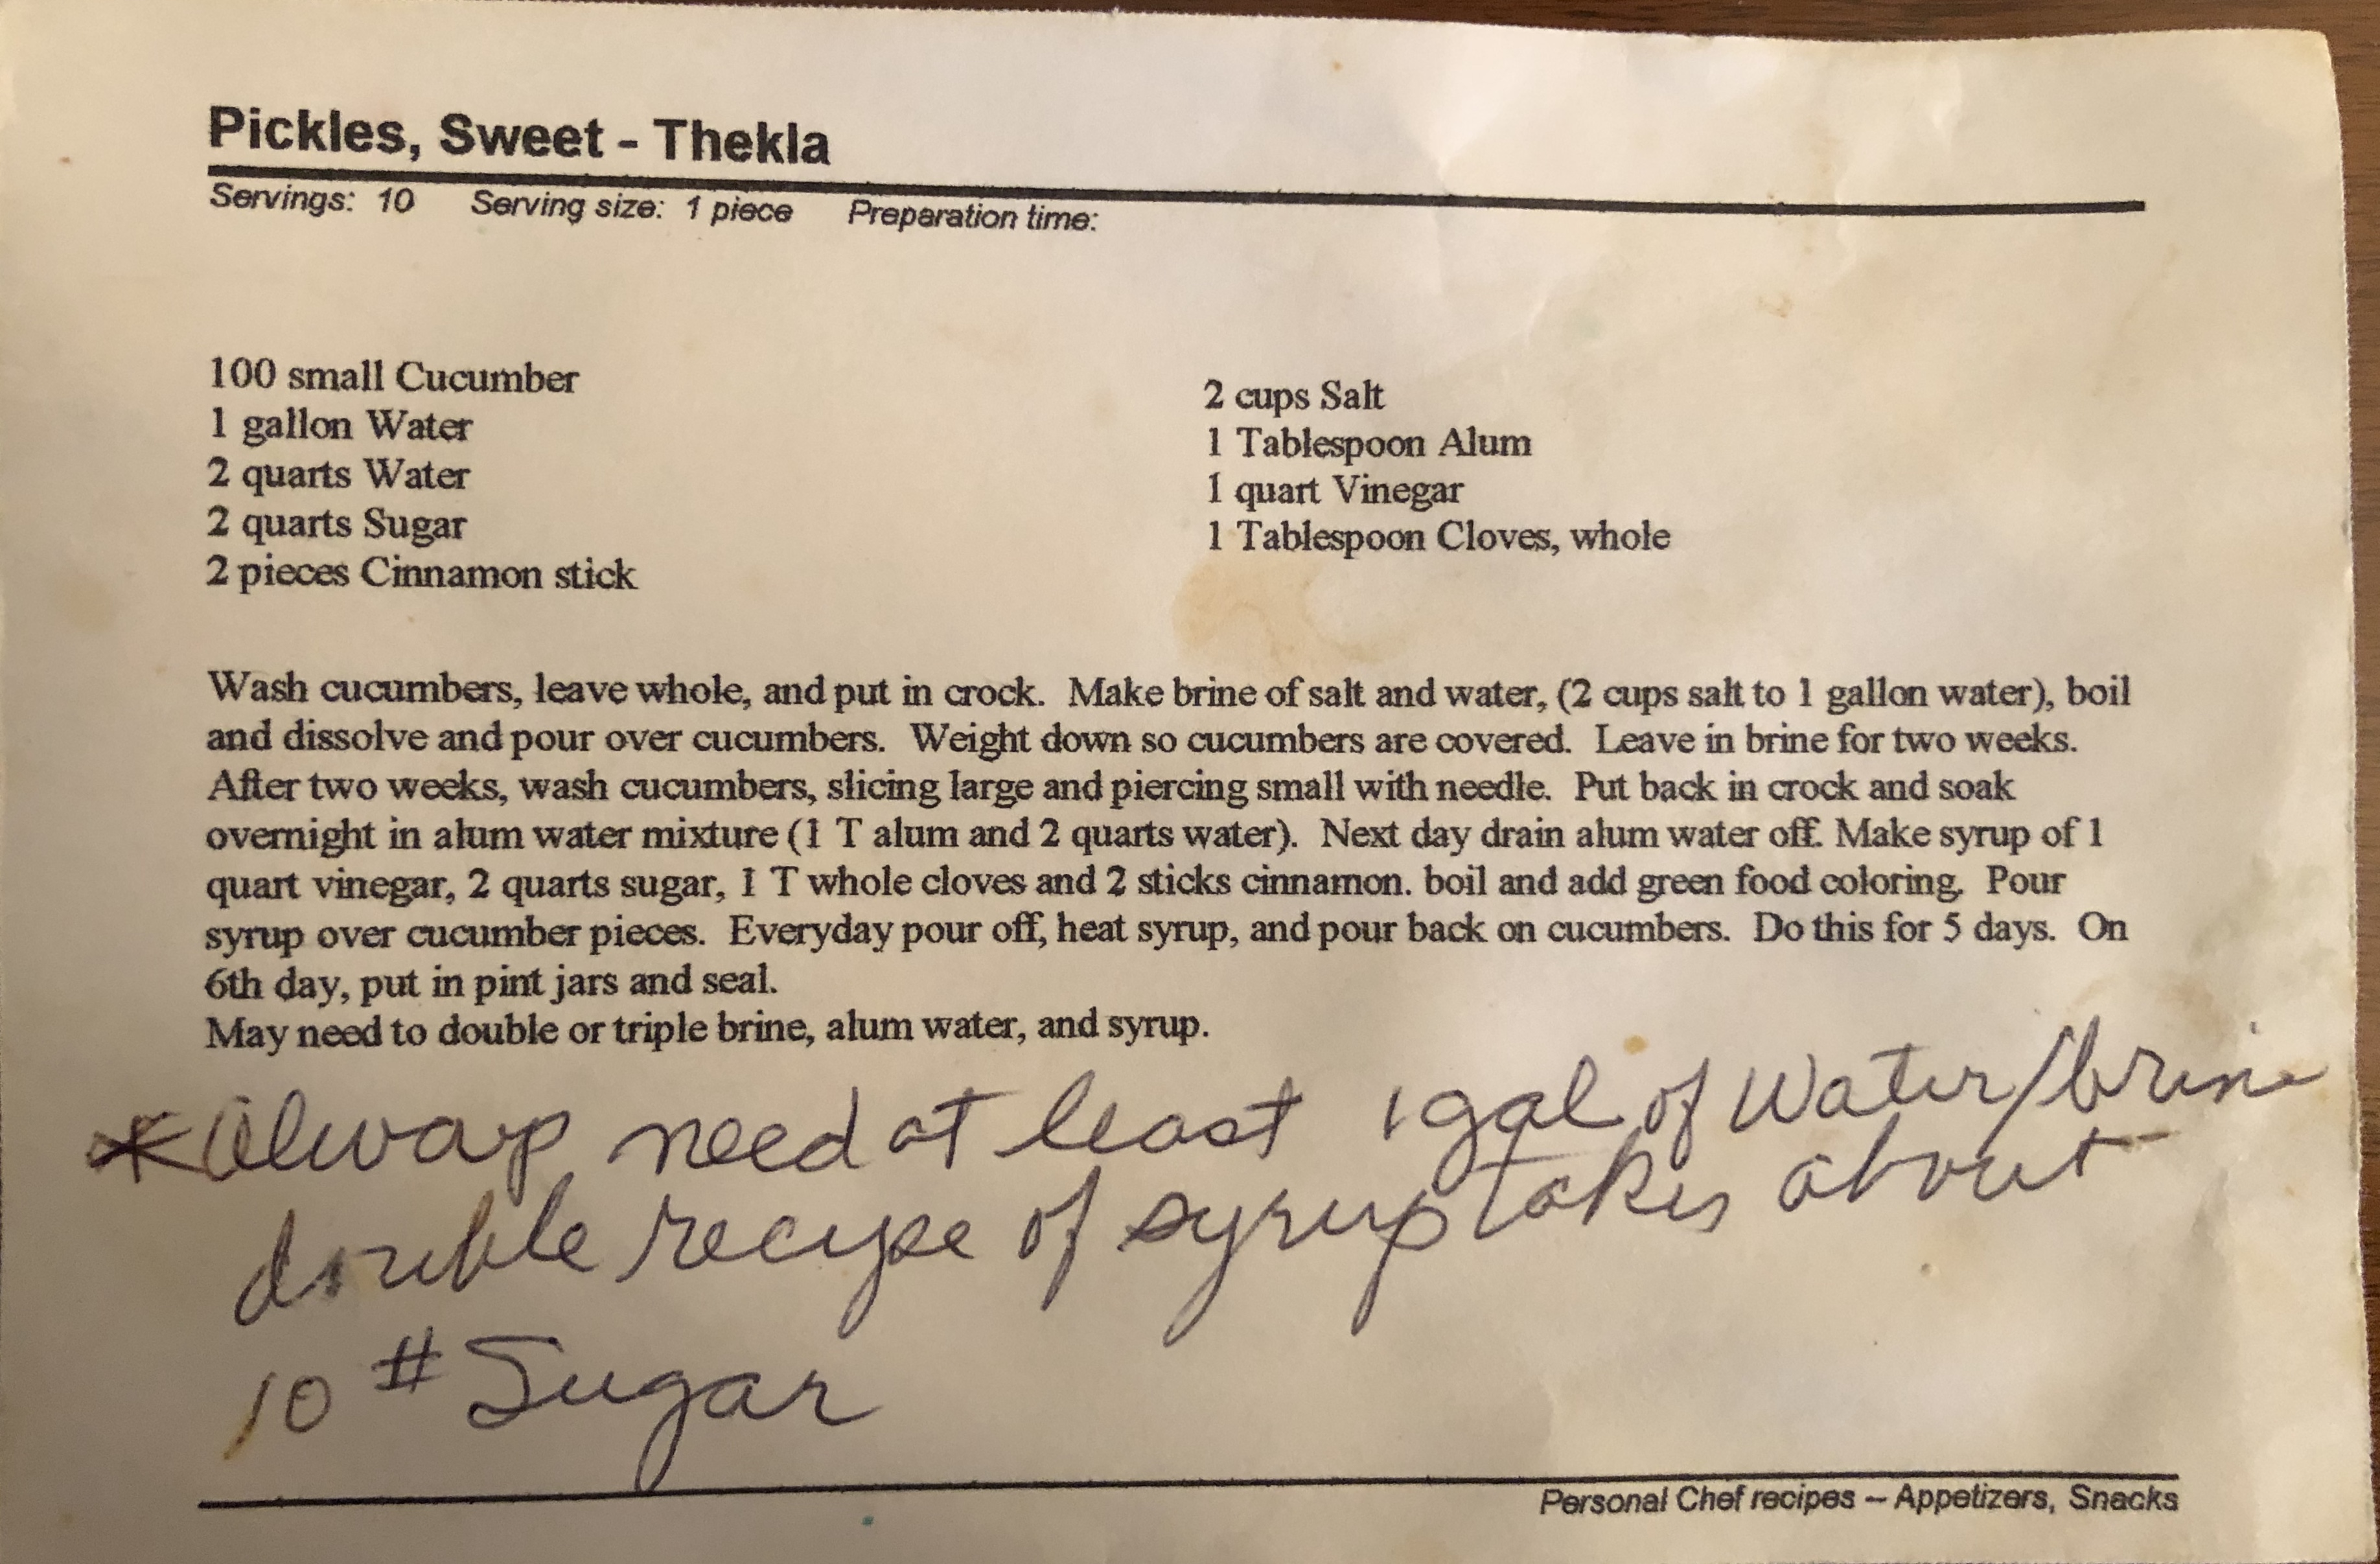 Pickles, Sweet - Thekla
Servings: 10 Serving size: 1 piece Preparation time:
100 small Cucumber
1 gallon Water
2 quarts Water
2 quarts Sugar
2 pieces Cinnamon stick
2 cups Salt
1 Tablespoon Alum
1 quart Vinegar
1 Tablespoon Cloves, whole
Wash cucumbers, leave whole, and put in crock. Make brine of salt and water, (2 cups salt to 1 gallon water), boil
and dissolve and pour over cucumbers. Weight down so cucumbers are covered. Leave in brine for two weeks.
After two weeks, wash cucumbers, slicing large and piercing small with needle. Put back in crock and soak
overnight in alum water mixture (1 T alum and 2 quarts water). Next day drain alum water off. Make syrup of 1
quart vinegar, 2 quarts sugar, 1 T whole cloves and 2 sticks cinnamon. boil and add green food coloring. Pour
syrup over cucumber pieces. Everyday pour off, heat syrup, and pour back on cucumbers. Do this for 5 days. On
6th day, put in pint jars and seal.
May need to double or triple brine, alum water, and syrup.
* Always need at least 1 gal of Water/brine
double recipe of syrup takes about
10 # Sugar
Personal Chef recipes – Appetizers, Snacks